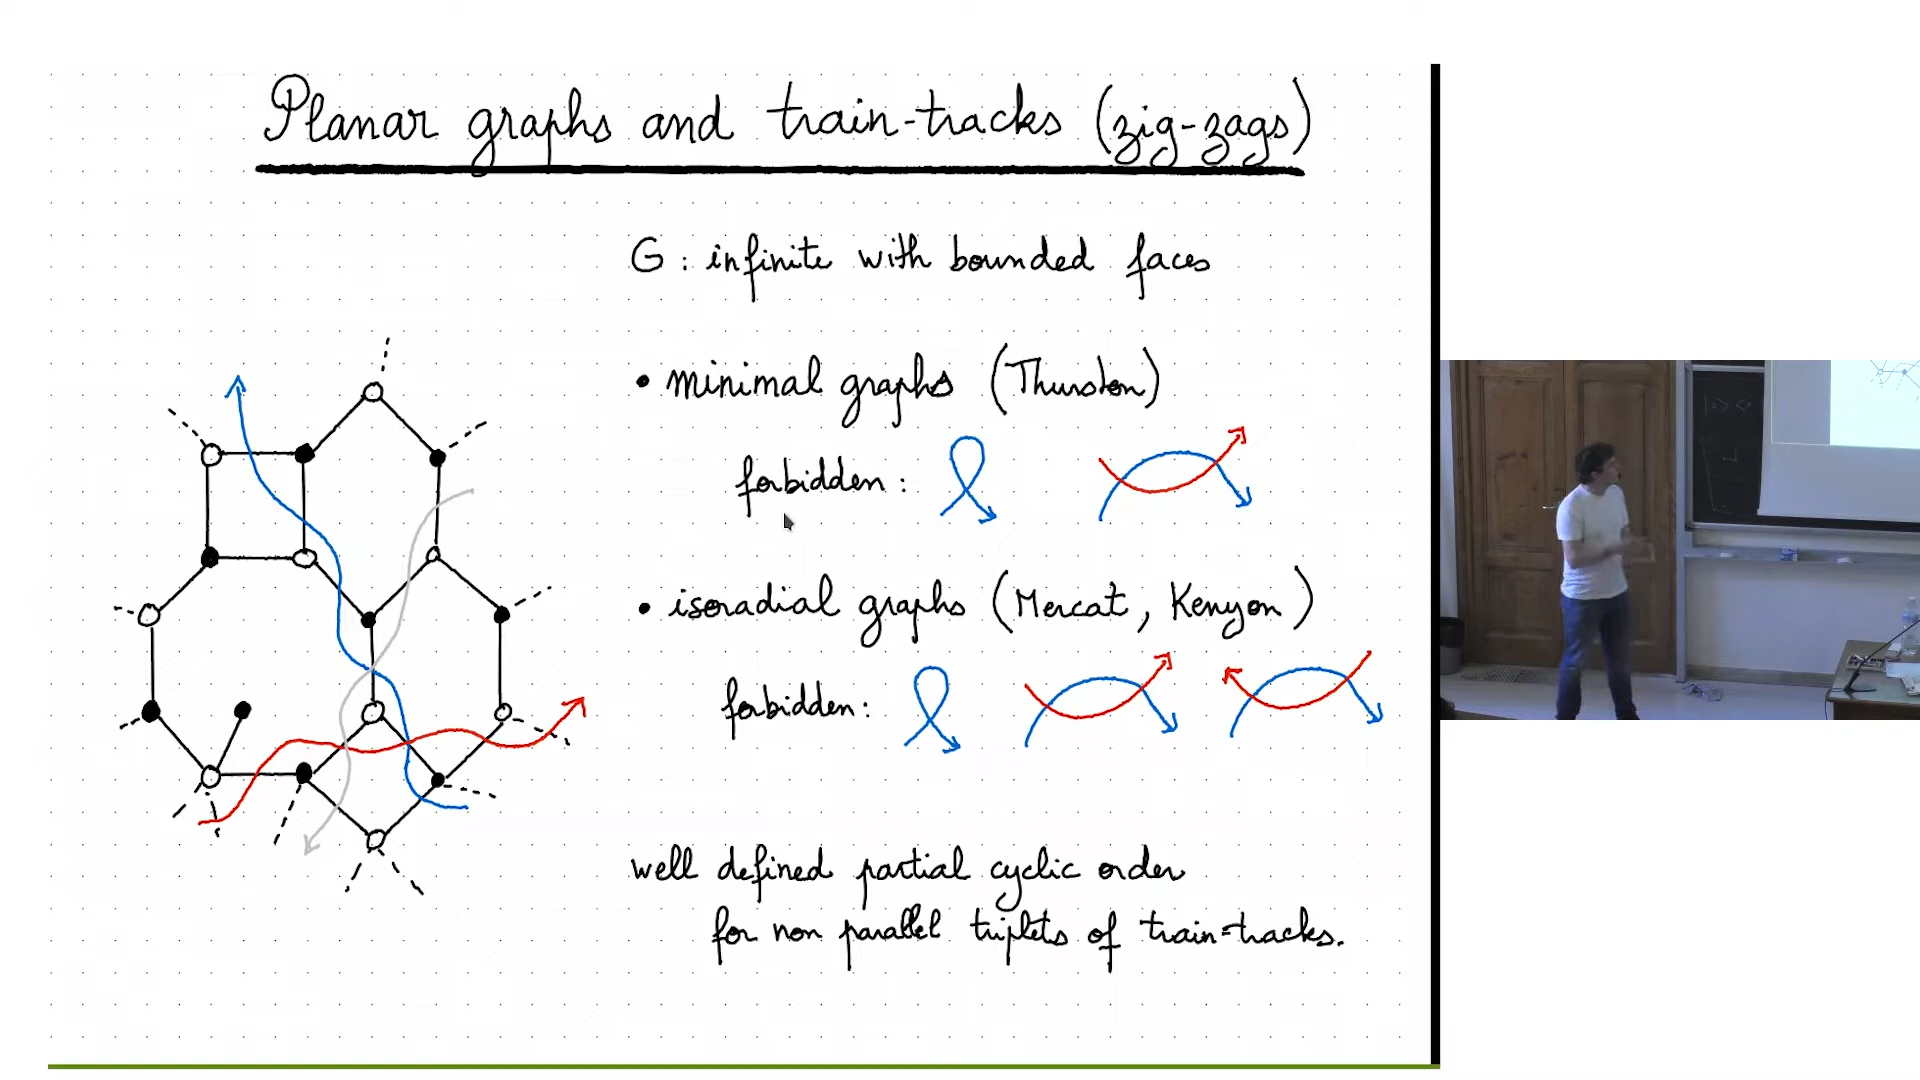 Planar graphs and train-tracks (zig-zags)
G : infinite with bounded faces
• minimal graphs (Thurston)
forbidden :
• isoradial graphs (Mercat, Kenyon)
forbidden :
well defined partial cyclic order
for non parallel triplets of train-tracks.